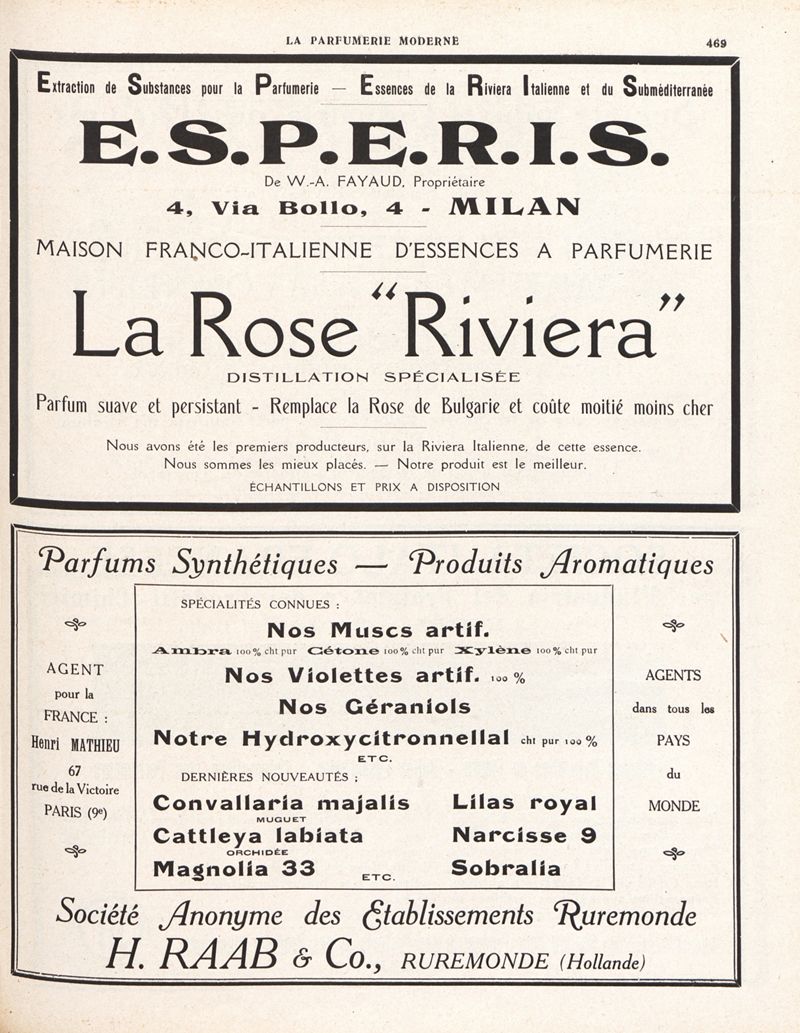 LA PARFUMERIE MODERNE
469
Extraction de Substances pour la Parfumerie — Essences de la Riviera Italienne et du Subméditerranée
E.S.P.E.R.I.S.
De W.-A. FAYAUD, Propriétaire
4, Via Bollo, 4 - MILAN
MAISON FRANCO-ITALIENNE D'ESSENCES A PARFUMERIE
La Rose “Riviera”
DISTILLATION SPÉCIALISÉE
Parfum suave et persistant - Remplace la Rose de Bulgarie et coûte moitié moins cher
Nous avons été les premiers producteurs, sur la Riviera Italienne, de cette essence.
Nous sommes les mieux placés. — Notre produit est le meilleur.
ÉCHANTILLONS ET PRIX A DISPOSITION
Parfums Synthétiques — Produits Aromatiques
AGENT
pour la
FRANCE :
Henri MATHIEU
67
rue de la Victoire
PARIS (9e)
SPÉCIALITÉS CONNUES :
Nos Muscs artif.
Ambra 100 % cht pur Cétone 100 % cht pur Xylène 100 % cht pur
Nos Violettes artif. 100 %
Nos Géraniols
Notre Hydroxycitronnellal cht pur 100 %
ETC.
DERNIÈRES NOUVEAUTÉS :
Convallaria majalis Lilas royal
MUGUET
Cattleya labiata Narcisse 9
ORCHIDÉE
Magnolia 33 ETC. Sobralia
AGENTS
dans tous les
PAYS
du
MONDE
Société Anonyme des Etablissements Ruremonde
H. RAAB & Co., RUREMONDE (Hollande)